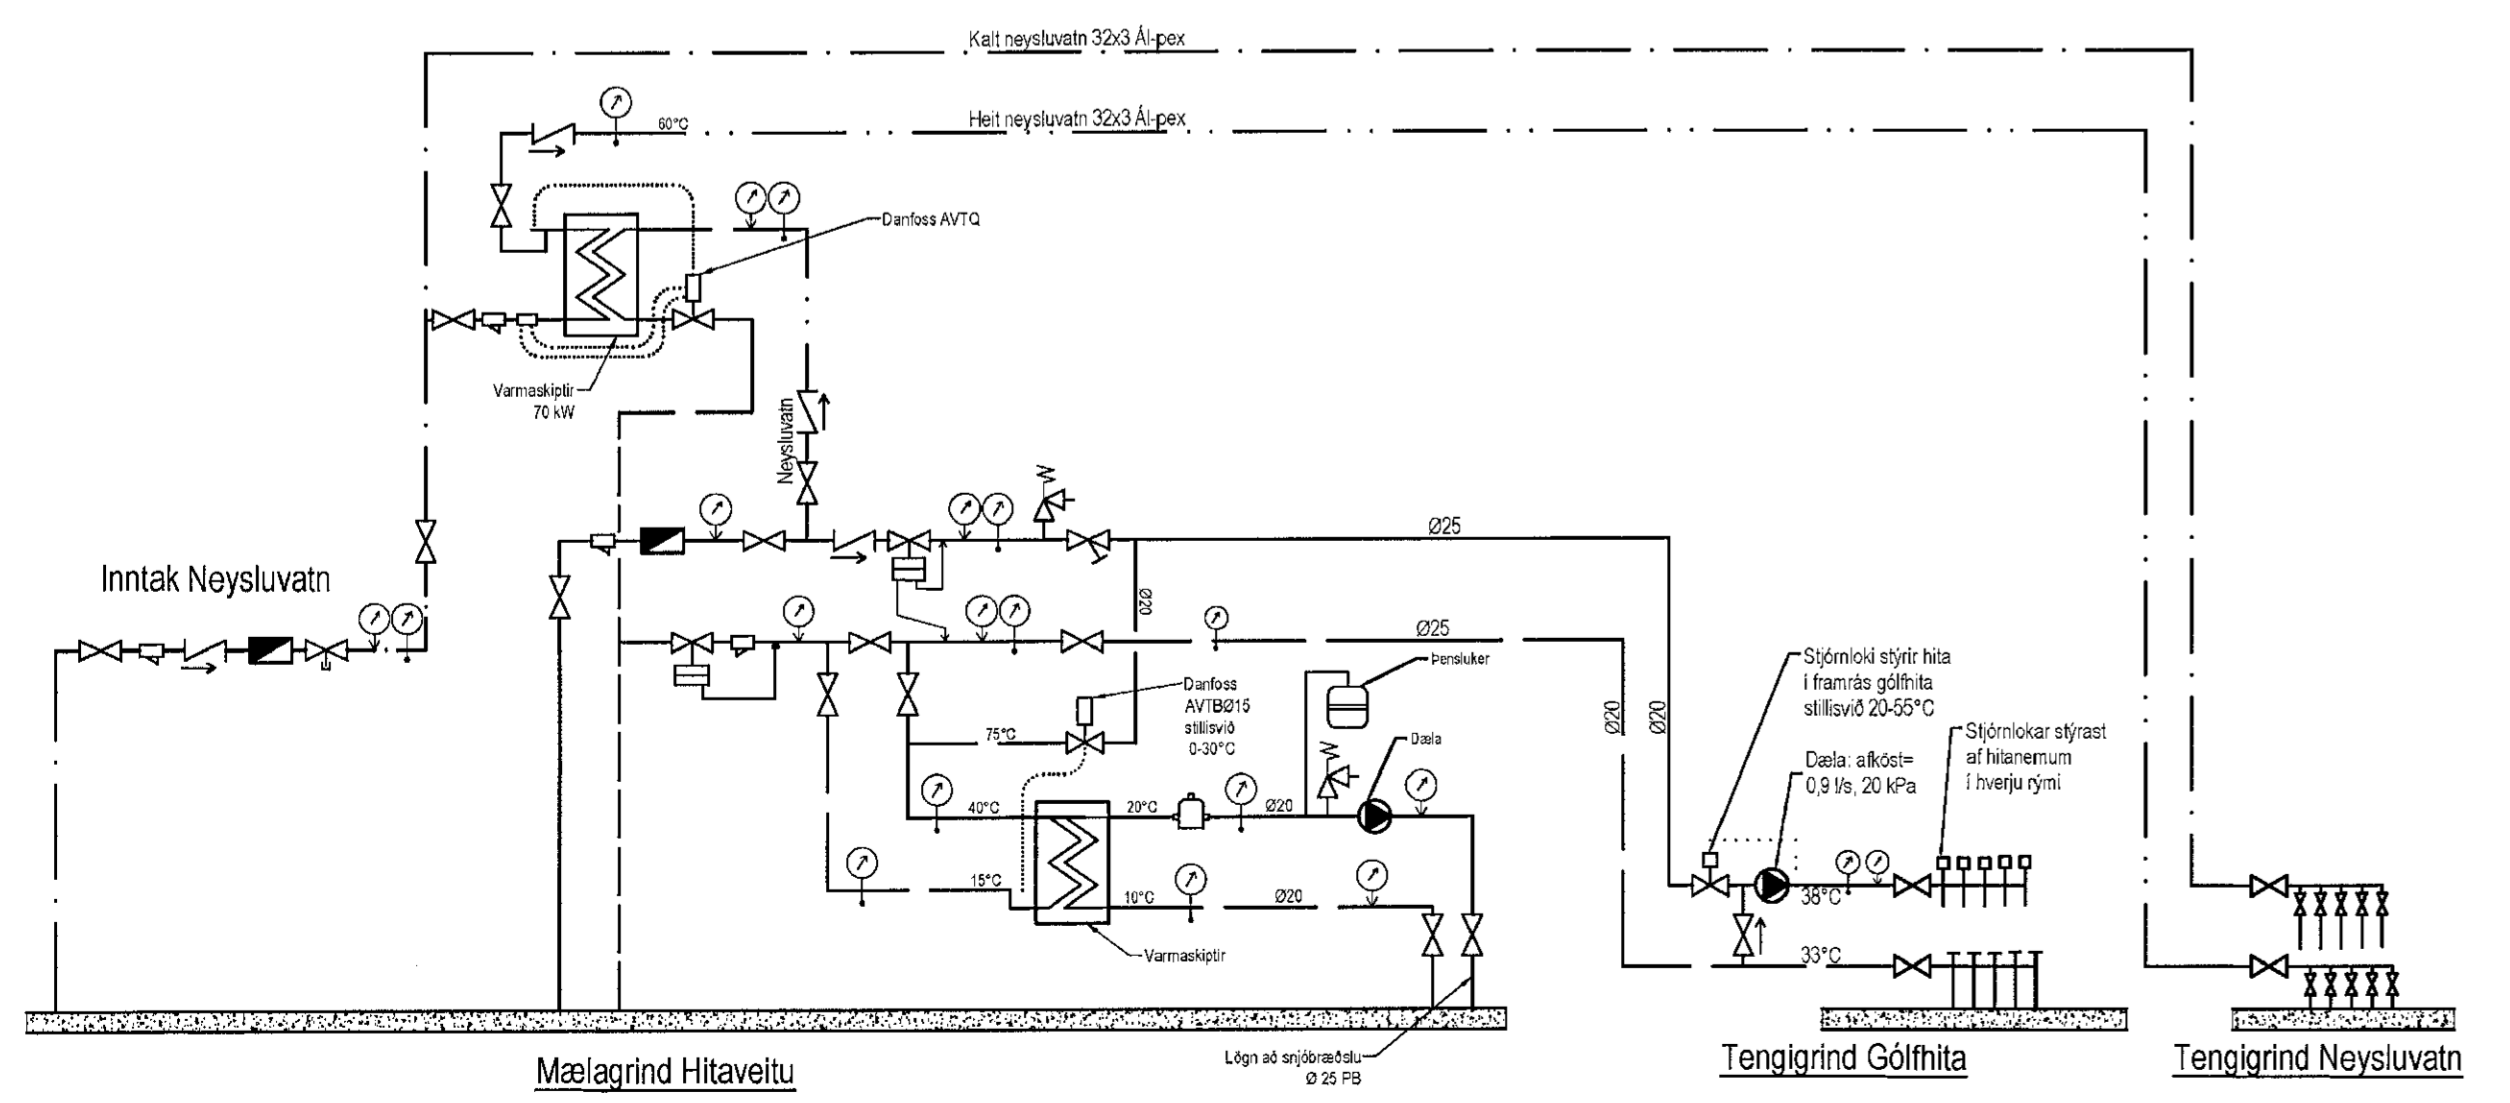 Kalt neysluvatn 32x3 Ál-pex
Heit neysluvatn 32x3 Ál-pex
60°C
Danfoss AVTQ
Varmaskiptir
70 kW
Neysluvatn
Inntak Neysluvatn
Ø25
Ø20
Ø25
Þensluker
Danfoss
AVTBØ15
stillisvið
0-30°C
75°C
Dæla
Ø20
Ø20
Stjórnloki stýrir hita
í framrás gólfhita
stillisvið 20-55°C
Stjórnlokar stýrast
af hitanemum
í hverju rými
Dæla: afköst=
0,9 l/s, 20 kPa
40°C
20°C
Ø20
15°C
10°C
Ø20
38°C
33°C
Varmaskiptir
Lögn að snjóbræðslu
Ø 25 PB
Mælagrind Hitaveitu
Tengigrind Gólfhita
Tengigrind Neysluvatn